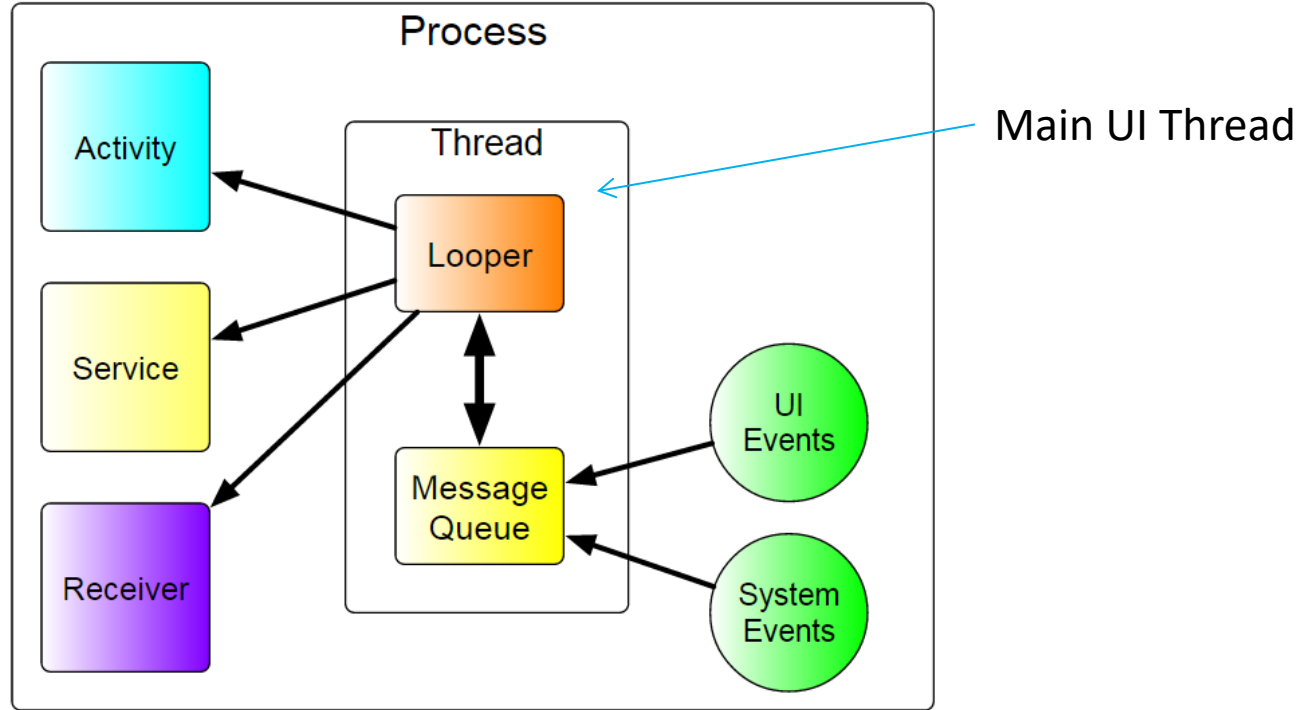 Process
Activity
Thread
Main UI Thread
Looper
Service
UI
Events
Message
Queue
Receiver
System
Events